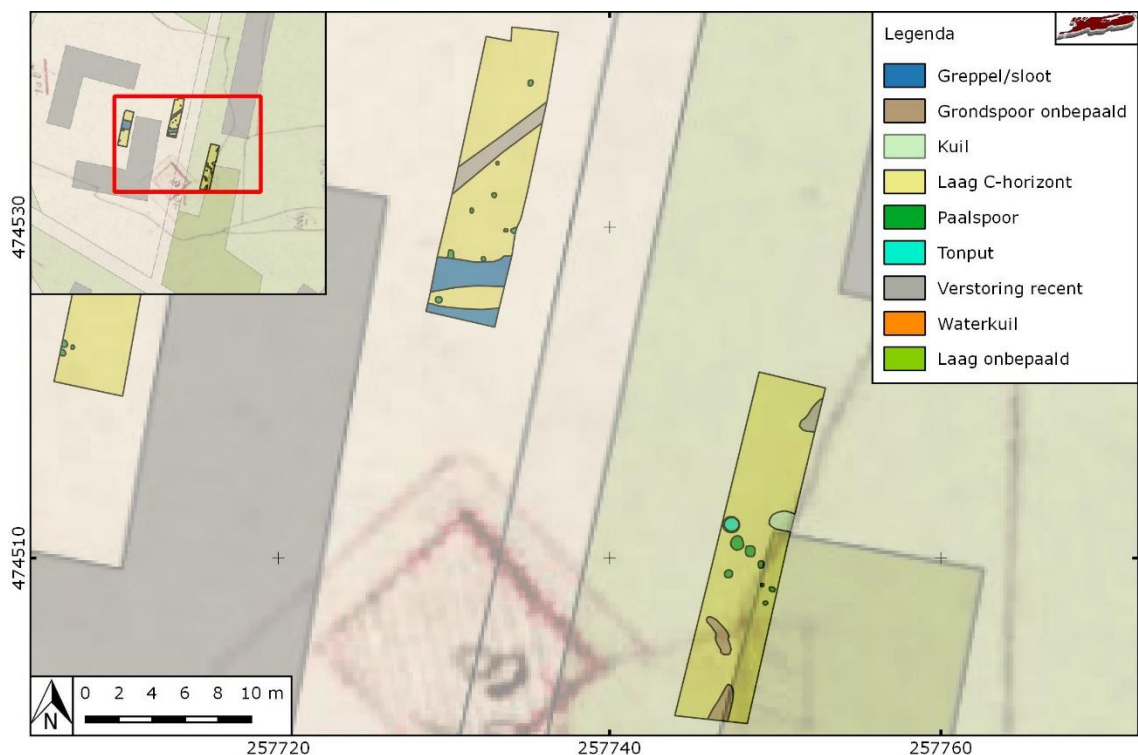 Legenda
Greppel/sloot
Grondspoor onbepaald
Kuil
Laag C-horizont
Paalspoor
Tonput
Verstoring recent
Waterkuil
Laag onbepaald
474530
474510
N
0 2 4 6 8 10 m
257720
257740
257760